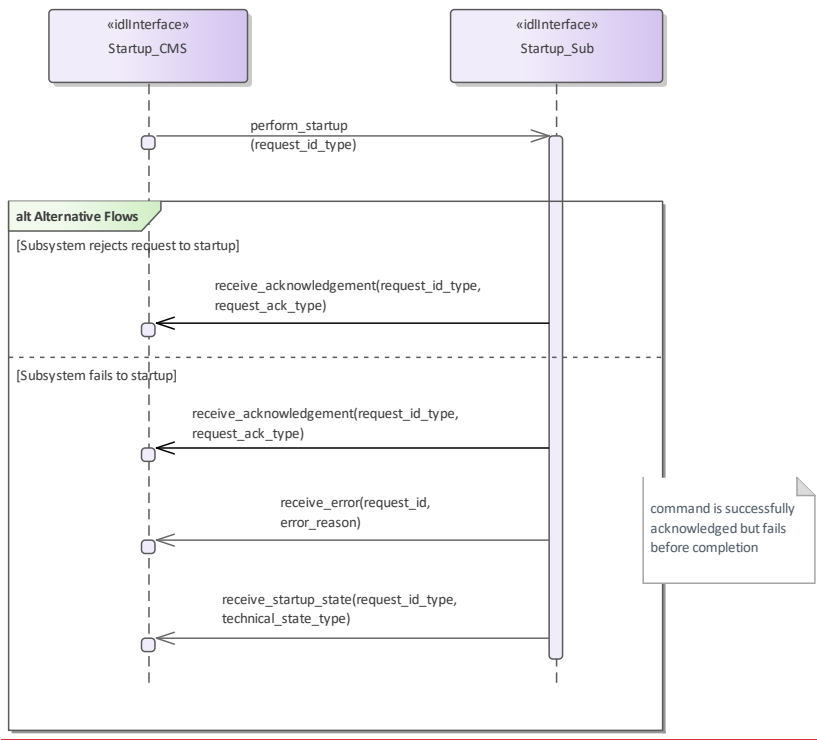 «idlInterface»
Startup_CMS
«idlInterface»
Startup_Sub
perform_startup
(request_id_type)
alt Alternative Flows
[Subsystem rejects request to startup]
receive_acknowledgement(request_id_type,
request_ack_type)
[Subsystem fails to startup]
receive_acknowledgement(request_id_type,
request_ack_type)
receive_error(request_id,
error_reason)
command is successfully
acknowledged but fails
before completion
receive_startup_state(request_id_type,
technical_state_type)